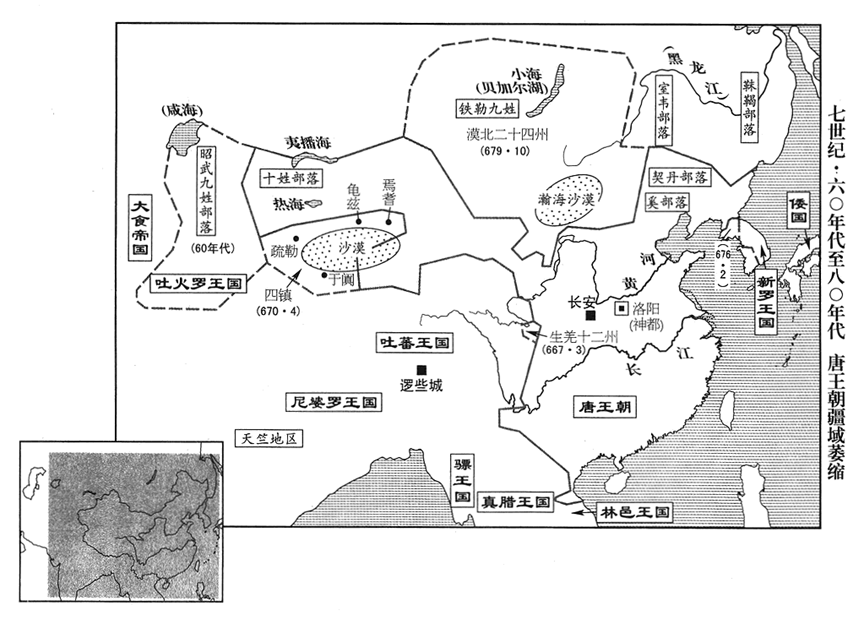 七世纪·六〇年代至八〇年代 唐王朝疆域萎缩
(咸海)
昭武九姓部落
(60年代)
大食帝国
吐火罗王国
夷播海
十姓部落
热海
龟兹
焉耆
疏勒
沙漠
于阗
四镇
(670·4)
小海
(贝加尔湖)
铁勒九姓
漠北二十四州
(679·10)
瀚海沙漠
(黑龙江)
室韦部落
靺鞨部落
契丹部落
奚部落
(676·2)
新罗王国
倭国
黄河
长安
洛阳
(神都)
生羌十二州
(667·3)
长江
唐王朝
吐蕃王国
逻些城
尼婆罗王国
天竺地区
骠王国
真腊王国
林邑王国